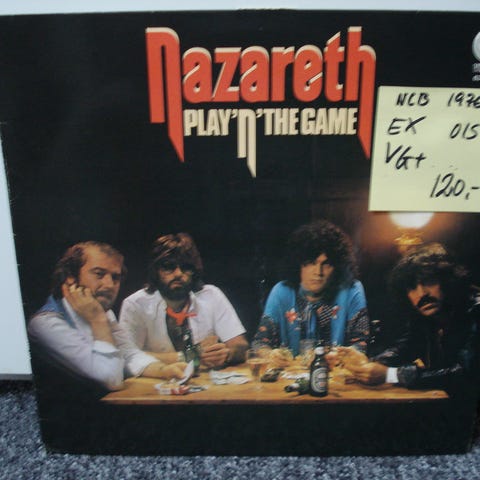 Nazareth
PLAY'N'THE GAME
NCB 1976
EX 015
VG+
120,-